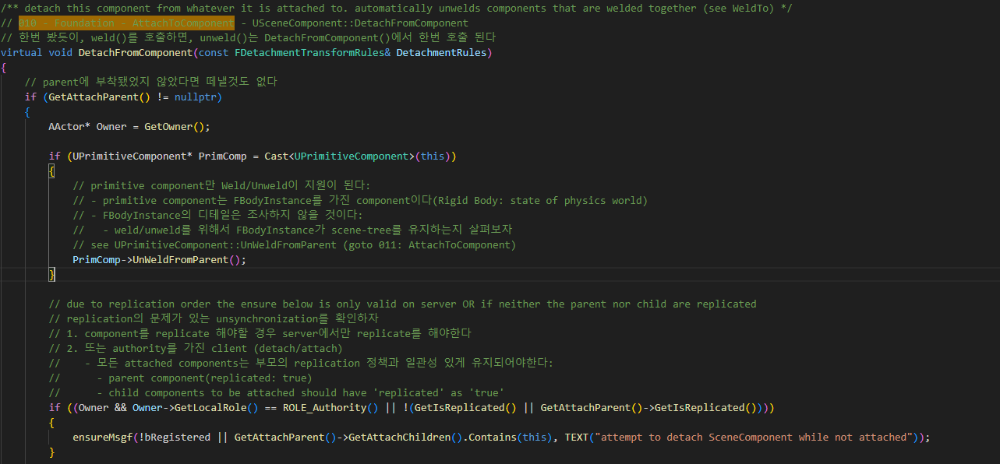 /** detach this component from whatever it is attached to. automatically unwelds components that are welded together (see WeldTo) */
// 010 - Foundation - AttachToComponent - USceneComponent::DetachFromComponent
// 한번 봤듯이, weld()를 호출하면, unweld()는 DetachFromComponent()에서 한번 호출 된다
virtual void DetachFromComponent(const FDetachmentTransformRules& DetachmentRules)
{
    // parent에 부착됐었지 않았다면 떼낼것도 없다
    if (GetAttachParent() != nullptr)
    {
        AActor* Owner = GetOwner();

        if (UPrimitiveComponent* PrimComp = Cast<UPrimitiveComponent>(this))
        {
            // primitive component만 Weld/Unweld이 지원이 된다:
            // - primitive component는 FBodyInstance를 가진 component이다(Rigid Body: state of physics world)
            // - FBodyInstance의 디테일은 조사하지 않을 것이다:
            //   - weld/unweld를 위해서 FBodyInstance가 scene-tree를 유지하는지 살펴보자
            // see UPrimitiveComponent::UnWeldFromParent (goto 011: AttachToComponent)
            PrimComp->UnWeldFromParent();
        }

        // due to replication order the ensure below is only valid on server OR if neither the parent nor child are replicated
        // replication의 문제가 있는 unsynchronization를 확인하자
        // 1. component를 replicate 해야할 경우 server에서만 replicate를 해야한다
        // 2. 또는 authority를 가진 client (detach/attach)
        //    - 모든 attached components는 부모의 replication 정책과 일관성 있게 유지되어야한다:
        //      - parent component(replicated: true)
        //      - child components to be attached should have 'replicated' as 'true'
        if ((Owner && Owner->GetLocalRole() == ROLE_Authority() || !(GetIsReplicated() || GetAttachParent()->GetIsReplicated())))
        {
            ensureMsgf(!bRegistered || GetAttachParent()->GetAttachChildren().Contains(this), TEXT("attempt to detach SceneComponent while not attached"));
        }